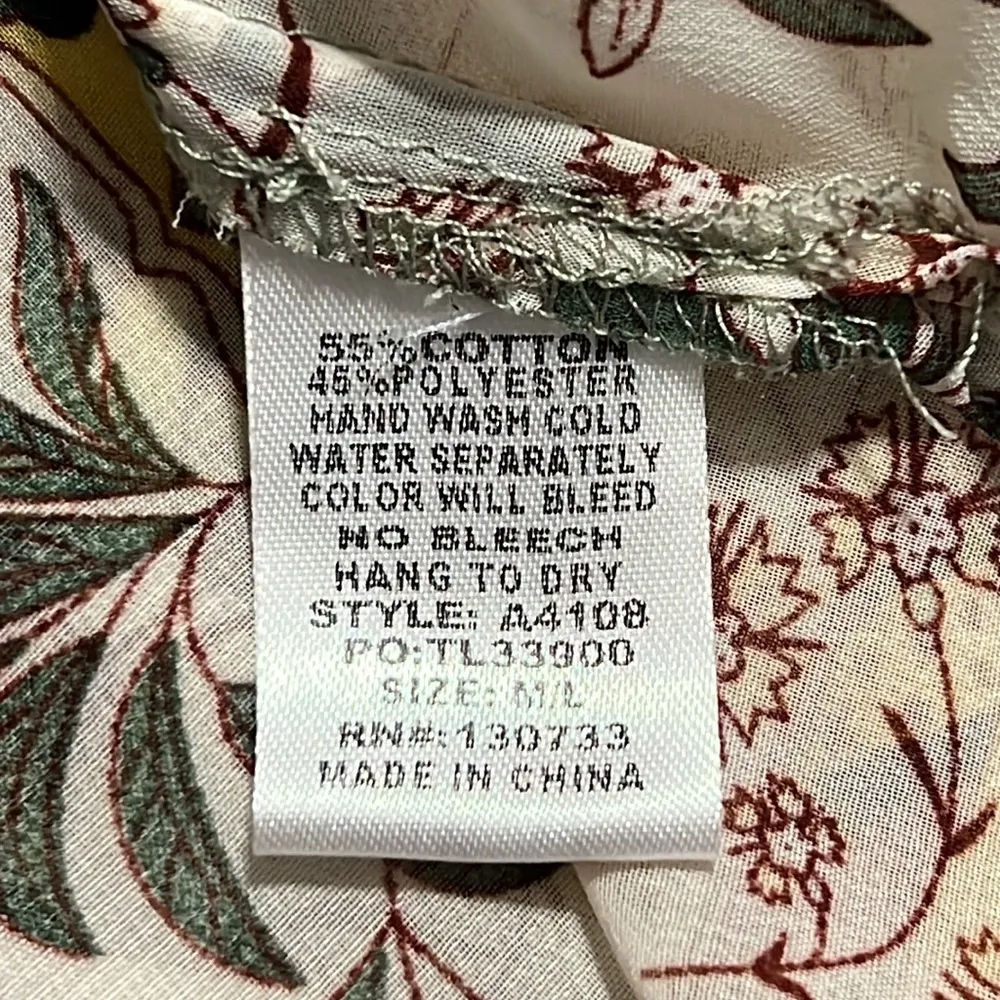 55%COTTON
45%POLYESTER
HAND WASH COLD
WATER SEPARATELY
COLOR WILL BLEED
NO BLEECH
HANG TO DRY
STYLE: A4108
PO:TL33900
SIZE: M/L
RN#:130733
MADE IN CHINA